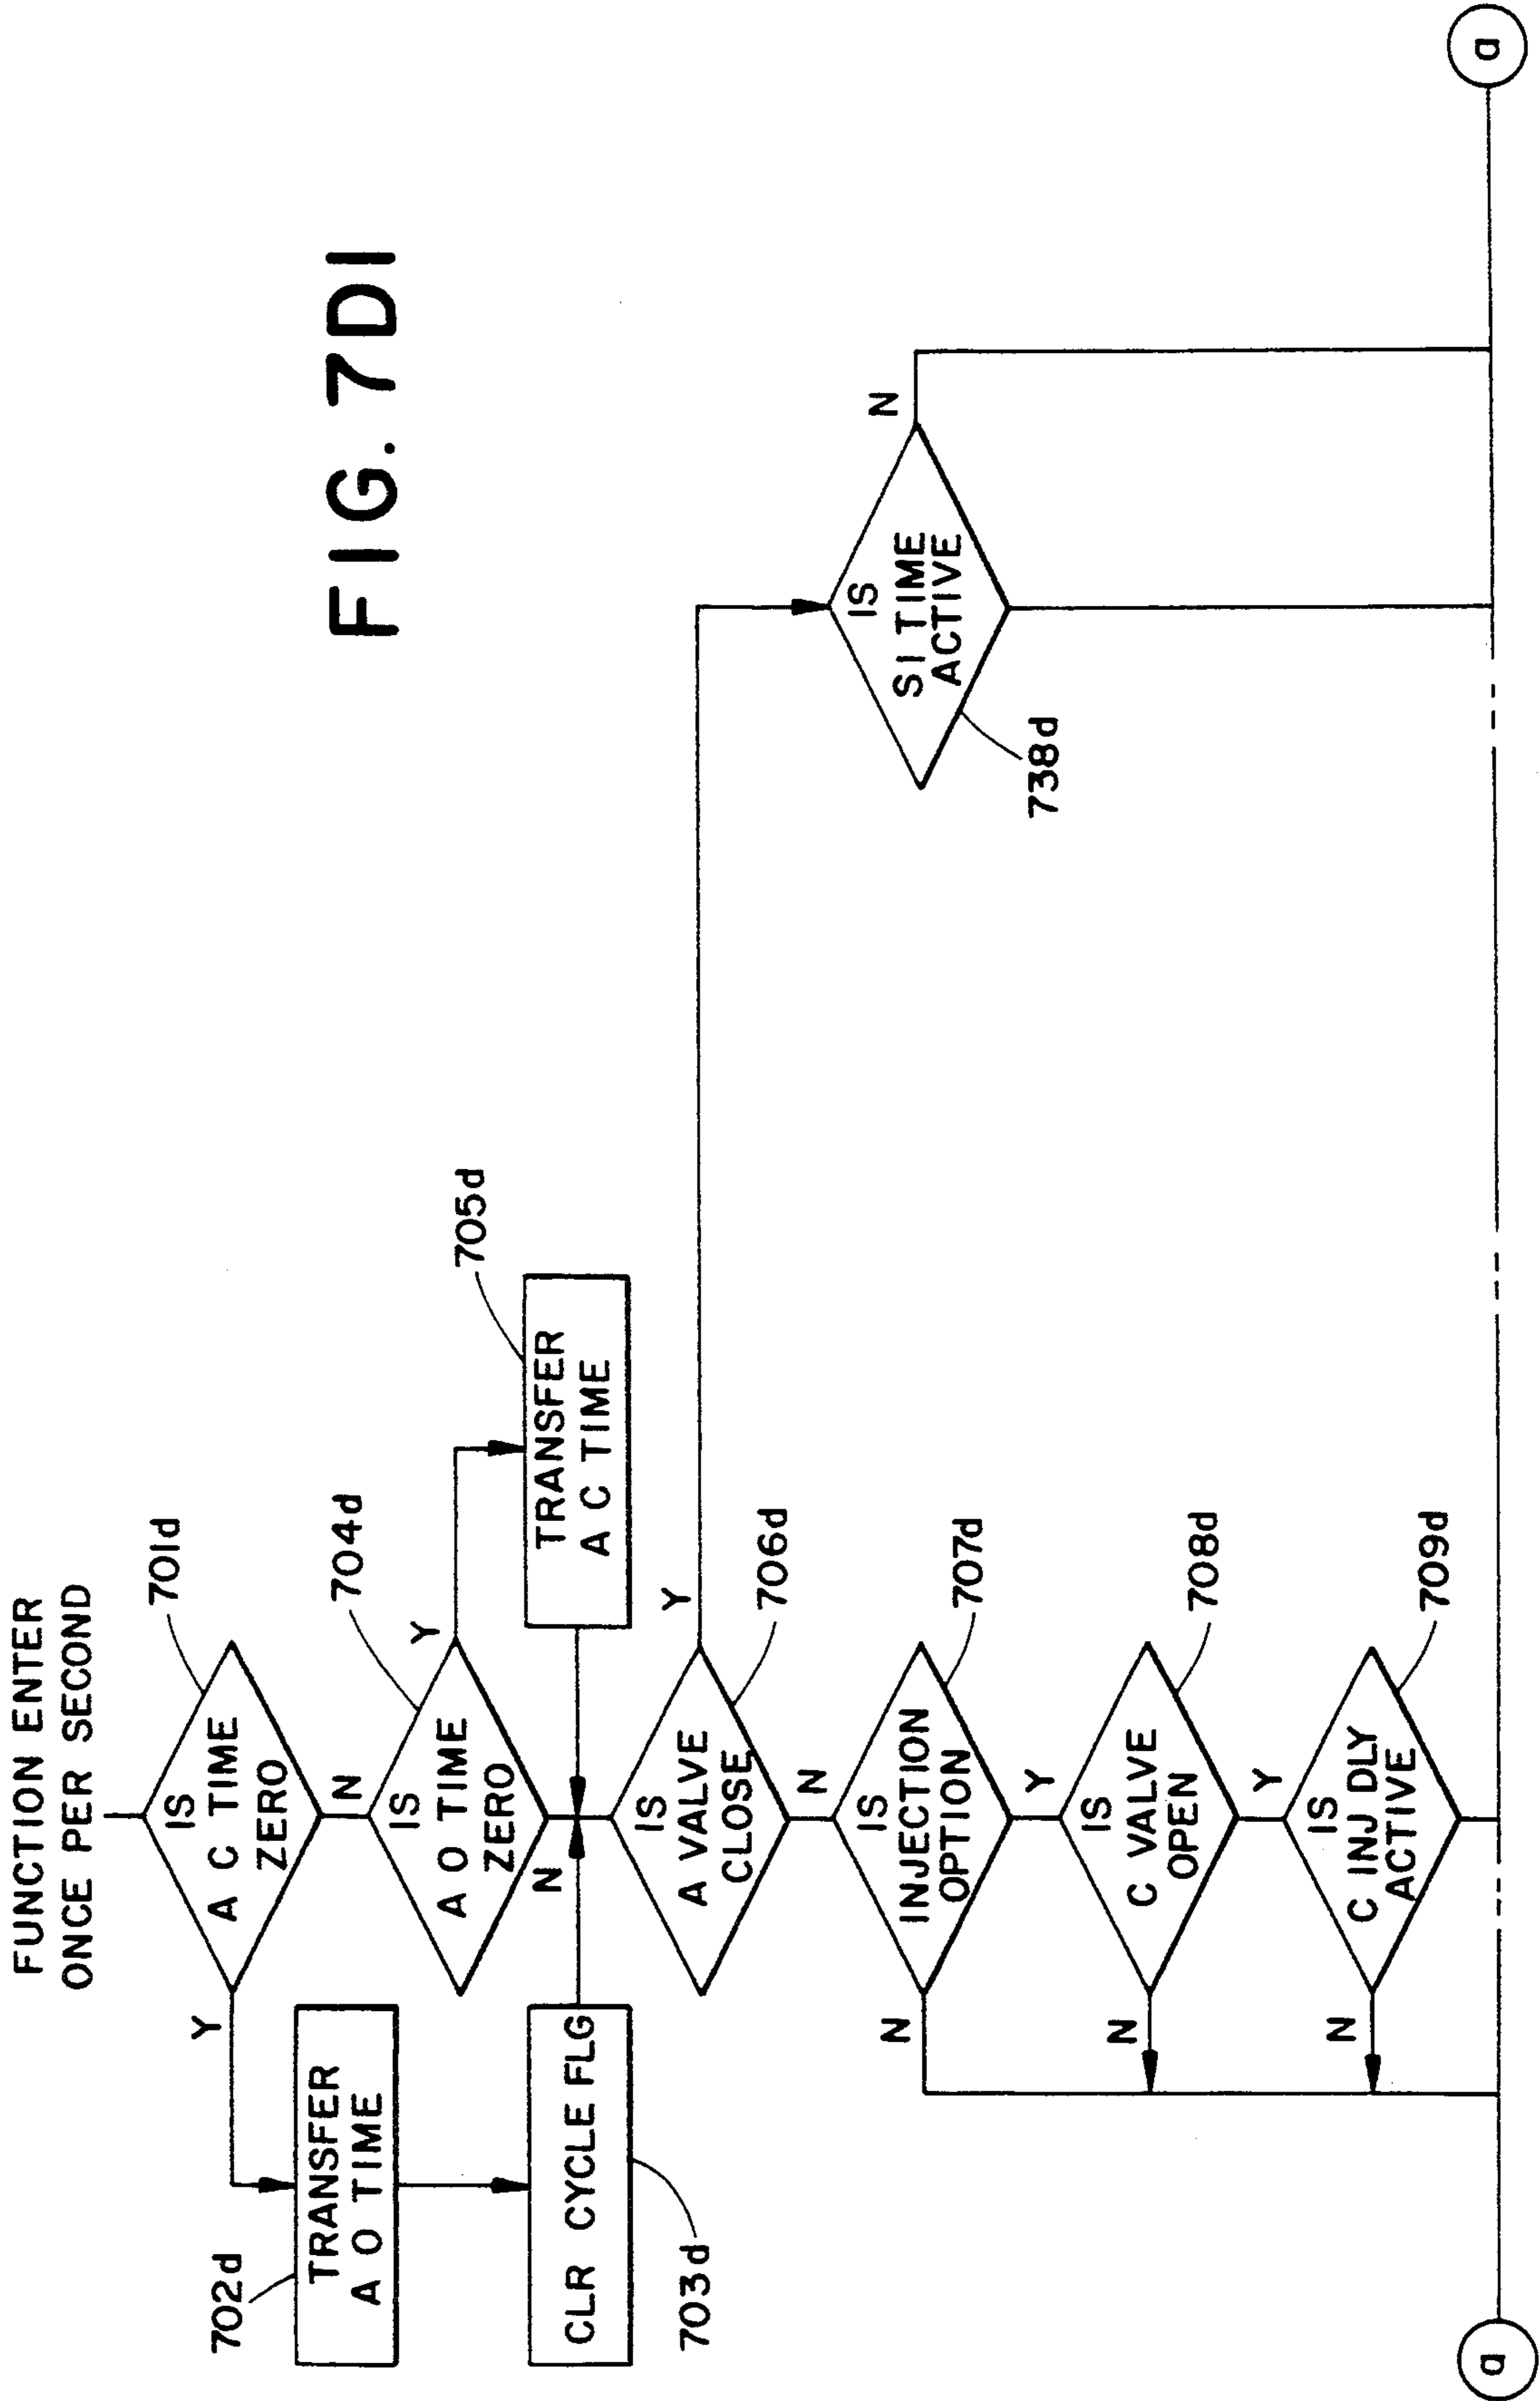 FUNCTION ENTER
ONCE PER SECOND
FIG. 7D1
701d
IS
A C TIME
ZERO
Y
N
702d
TRANSFER
A O TIME
704d
IS
A O TIME
ZERO
Y
N
705d
TRANSFER
A C TIME
CLR CYCLE FLG
703d
IS
A VALVE
CLOSE
Y
N
706d
IS
SI TIME
ACTIVE
N
738d
IS
INJECTION
OPTION
707d
N
Y
IS
C VALVE
OPEN
708d
N
Y
IS
C INJ DLY
ACTIVE
709d
N
a
a